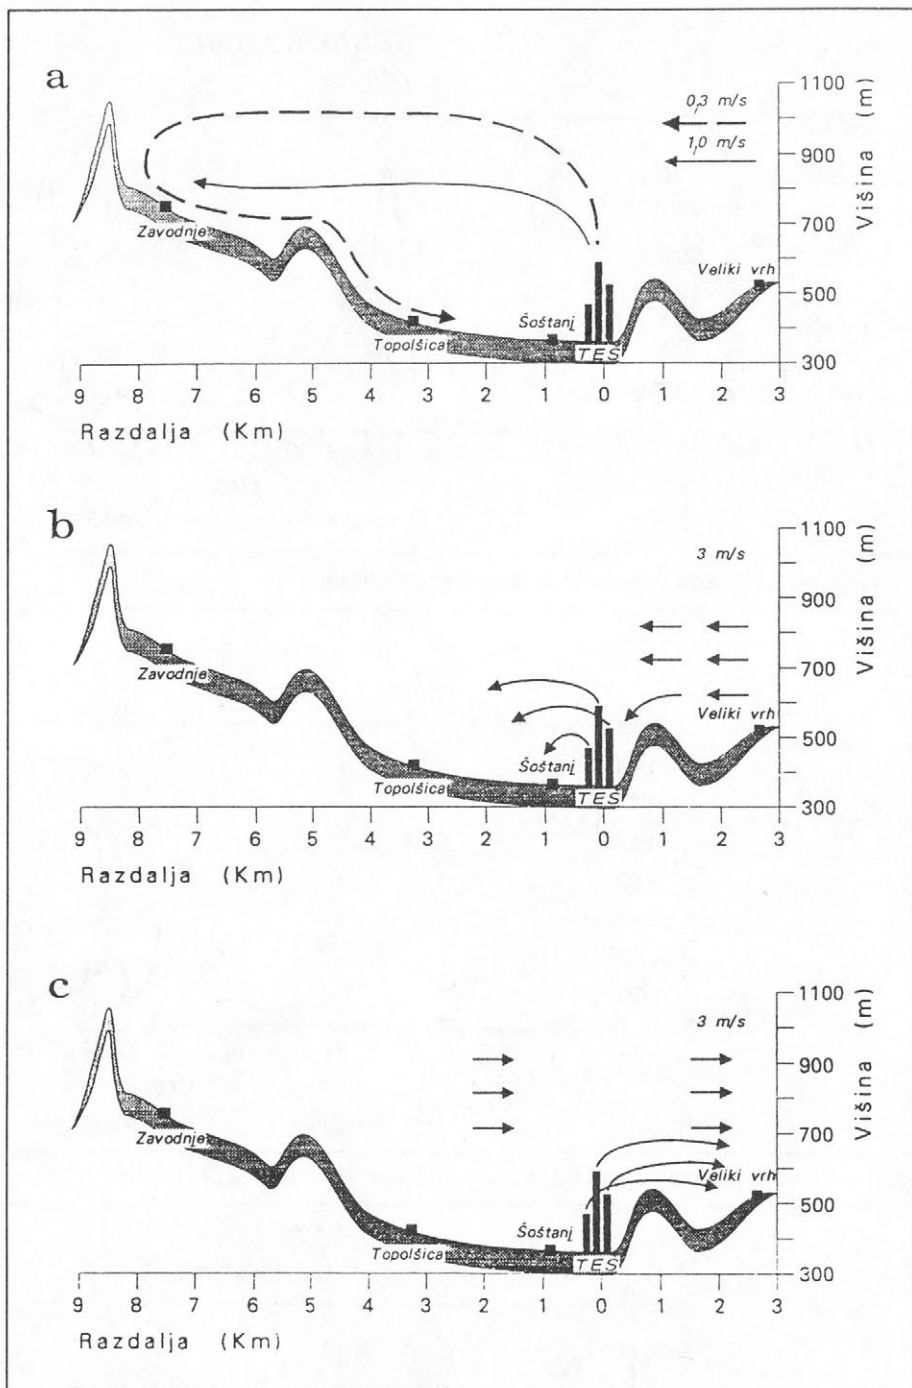 a
0,3 m/s
1,0 m/s
1100
900
700
500
300
Višina (m)
Zavodnje
Topolšica
Šoštanj
TES
Veliki vrh
9 8 7 6 5 4 3 2 1 0 1 2 3
Razdalja (Km)
b
3 m/s
1100
900
700
500
300
Višina (m)
Zavodnje
Topolšica
Šoštanj
TES
Veliki vrh
9 8 7 6 5 4 3 2 1 0 1 2 3
Razdalja (Km)
c
3 m/s
1100
900
700
500
300
Višina (m)
Zavodnje
Topolšica
Šoštanj
TES
Veliki vrh
9 8 7 6 5 4 3 2 1 0 1 2 3
Razdalja (Km)